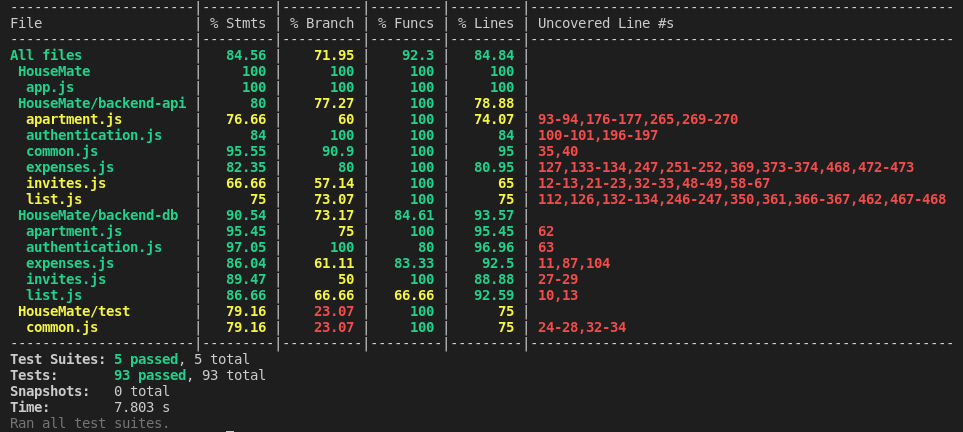 ------------------------|---------|----------|---------|---------|-----------------------------------------------------
File                    | % Stmts | % Branch | % Funcs | % Lines | Uncovered Line #s
------------------------|---------|----------|---------|---------|-----------------------------------------------------
All files               |   84.56 |    71.95 |    92.3 |   84.84 |
 HouseMate              |     100 |      100 |     100 |     100 |
  app.js                |     100 |      100 |     100 |     100 |
 HouseMate/backend-api  |      80 |    77.27 |     100 |   78.88 |
  apartment.js          |   76.66 |       60 |     100 |   74.07 | 93-94,176-177,265,269-270
  authentication.js     |      84 |      100 |     100 |      84 | 100-101,196-197
  common.js             |   95.55 |     90.9 |     100 |      95 | 35,40
  expenses.js           |   82.35 |       80 |     100 |   80.95 | 127,133-134,247,251-252,369,373-374,468,472-473
  invites.js            |   66.66 |    57.14 |     100 |      65 | 12-13,21-23,32-33,48-49,58-67
  list.js               |      75 |    73.07 |     100 |      75 | 112,126,132-134,246-247,350,361,366-367,462,467-468
 HouseMate/backend-db   |   90.54 |    73.17 |   84.61 |   93.57 |
  apartment.js          |   95.45 |       75 |     100 |   95.45 | 62
  authentication.js     |   97.05 |      100 |      80 |   96.96 | 63
  expenses.js           |   86.04 |    61.11 |   83.33 |    92.5 | 11,87,104
  invites.js            |   89.47 |       50 |     100 |   88.88 | 27-29
  list.js               |   86.66 |    66.66 |   66.66 |   92.59 | 10,13
 HouseMate/test         |   79.16 |    23.07 |     100 |      75 |
  common.js             |   79.16 |    23.07 |     100 |      75 | 24-28,32-34
------------------------|---------|----------|---------|---------|-----------------------------------------------------
Test Suites: 5 passed, 5 total
Tests:       93 passed, 93 total
Snapshots:   0 total
Time:        7.803 s
Ran all test suites.